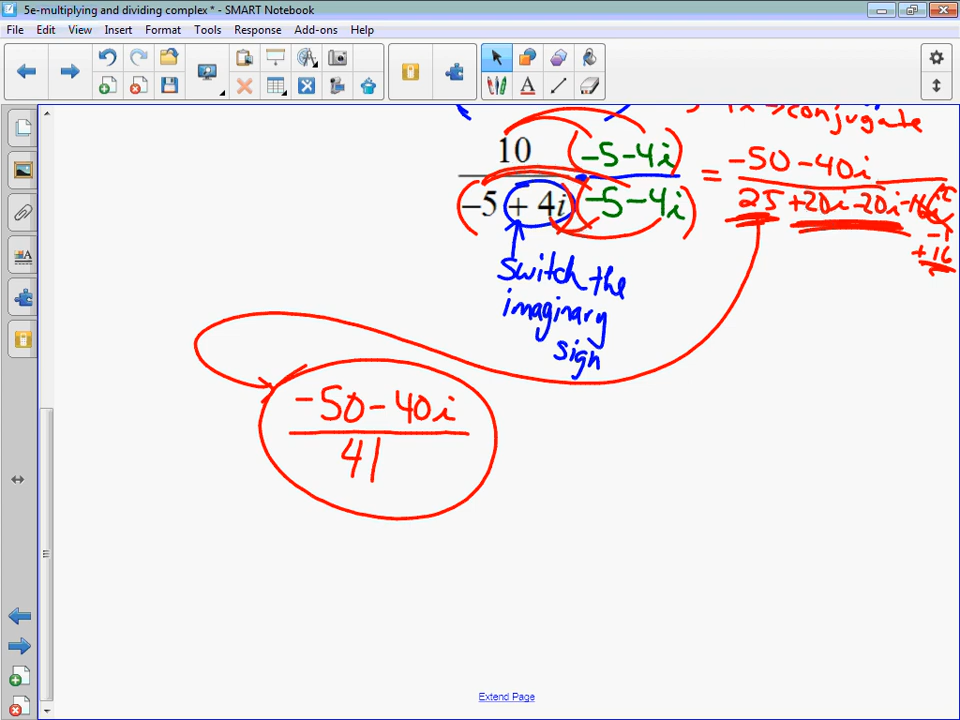 5e-multiplying and dividing complex * - SMART Notebook
File Edit View Insert Format Tools Response Add-ons Help
conjugate
10 (-5-4i) = -50-40i
(-5+4i)(-5-4i) 25+20i-20i-16i²
-1
+16
Switch the
imaginary
sign
-50-40i
41
Extend Page